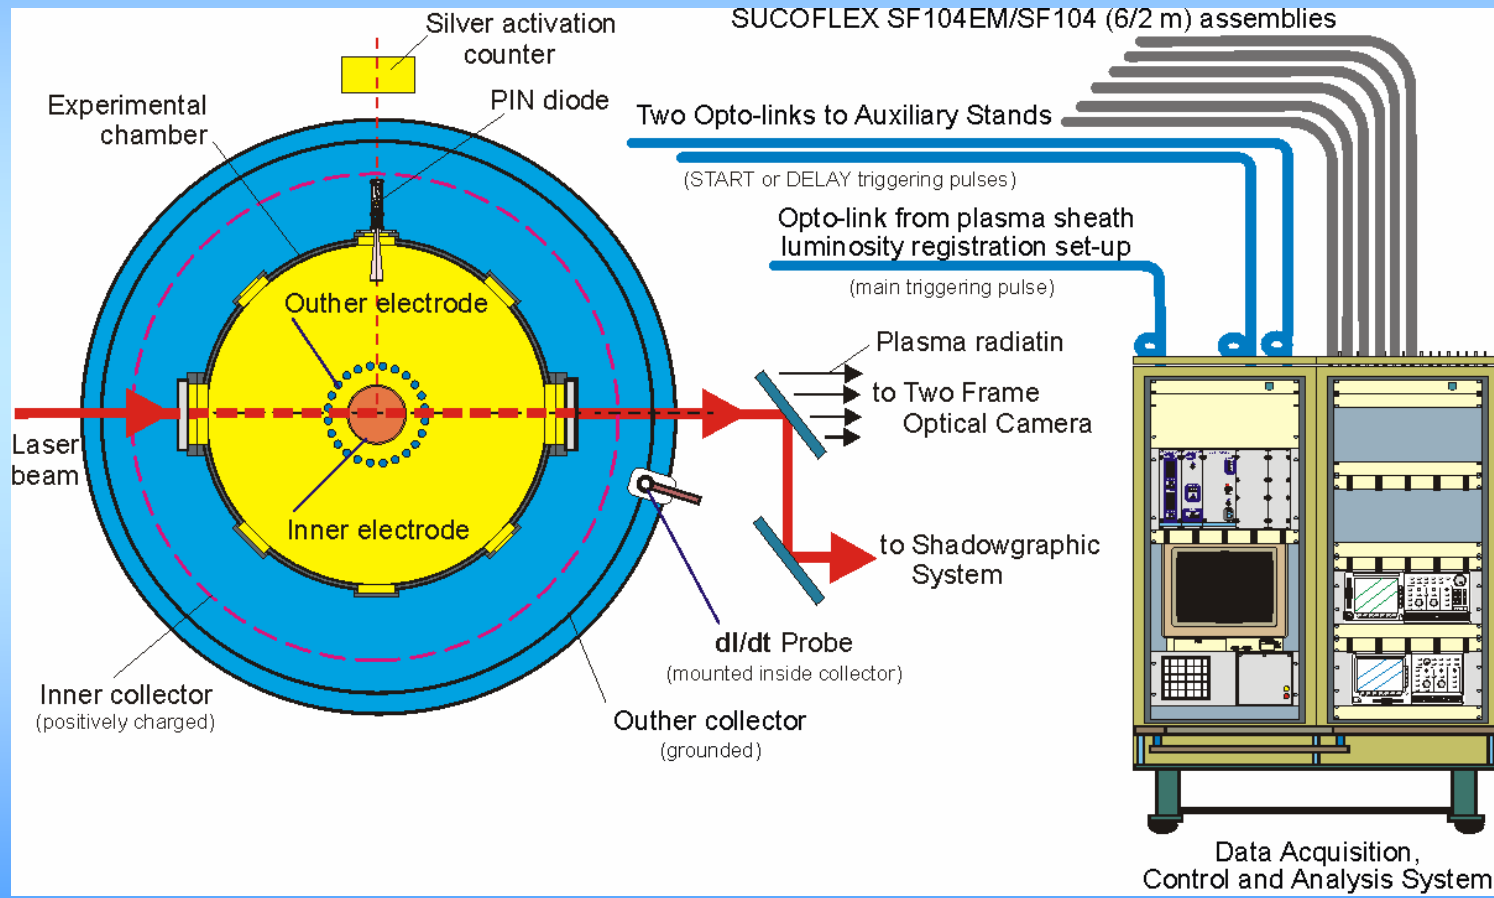 Silver activation
counter
SUCOFLEX SF104EM/SF104 (6/2 m) assemblies
Experimental
chamber
PIN diode
Two Opto-links to Auxiliary Stands
(START or DELAY triggering pulses)
Opto-link from plasma sheath
luminosity registration set-up
(main triggering pulse)
Outher electrode
Plasma radiatin
to Two Frame
Optical Camera
Laser
beam
Inner electrode
to Shadowgraphic
System
dI/dt Probe
(mounted inside collector)
Inner collector
(positively charged)
Outher collector
(grounded)
Data Acquisition,
Control and Analysis System